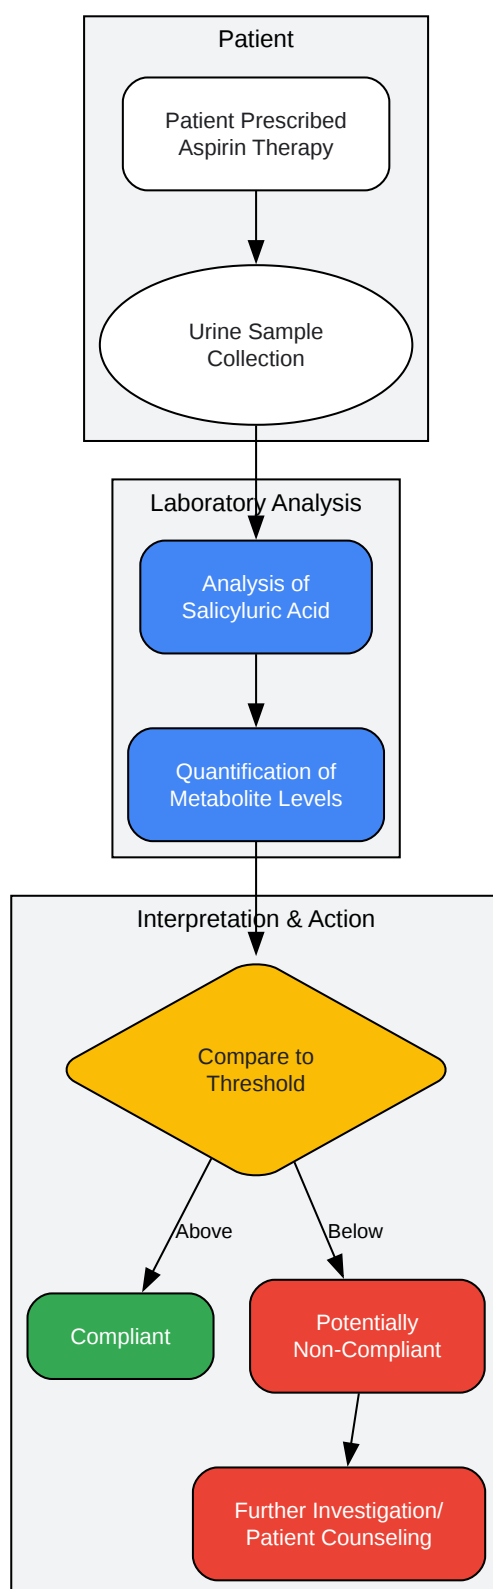 Patient
Patient Prescribed
Aspirin Therapy
Urine Sample
Collection
Laboratory Analysis
Analysis of
Salicyluric Acid
Quantification of
Metabolite Levels
Interpretation & Action
Compare to
Threshold
Above
Below
Compliant
Potentially
Non-Compliant
Further Investigation/
Patient Counseling